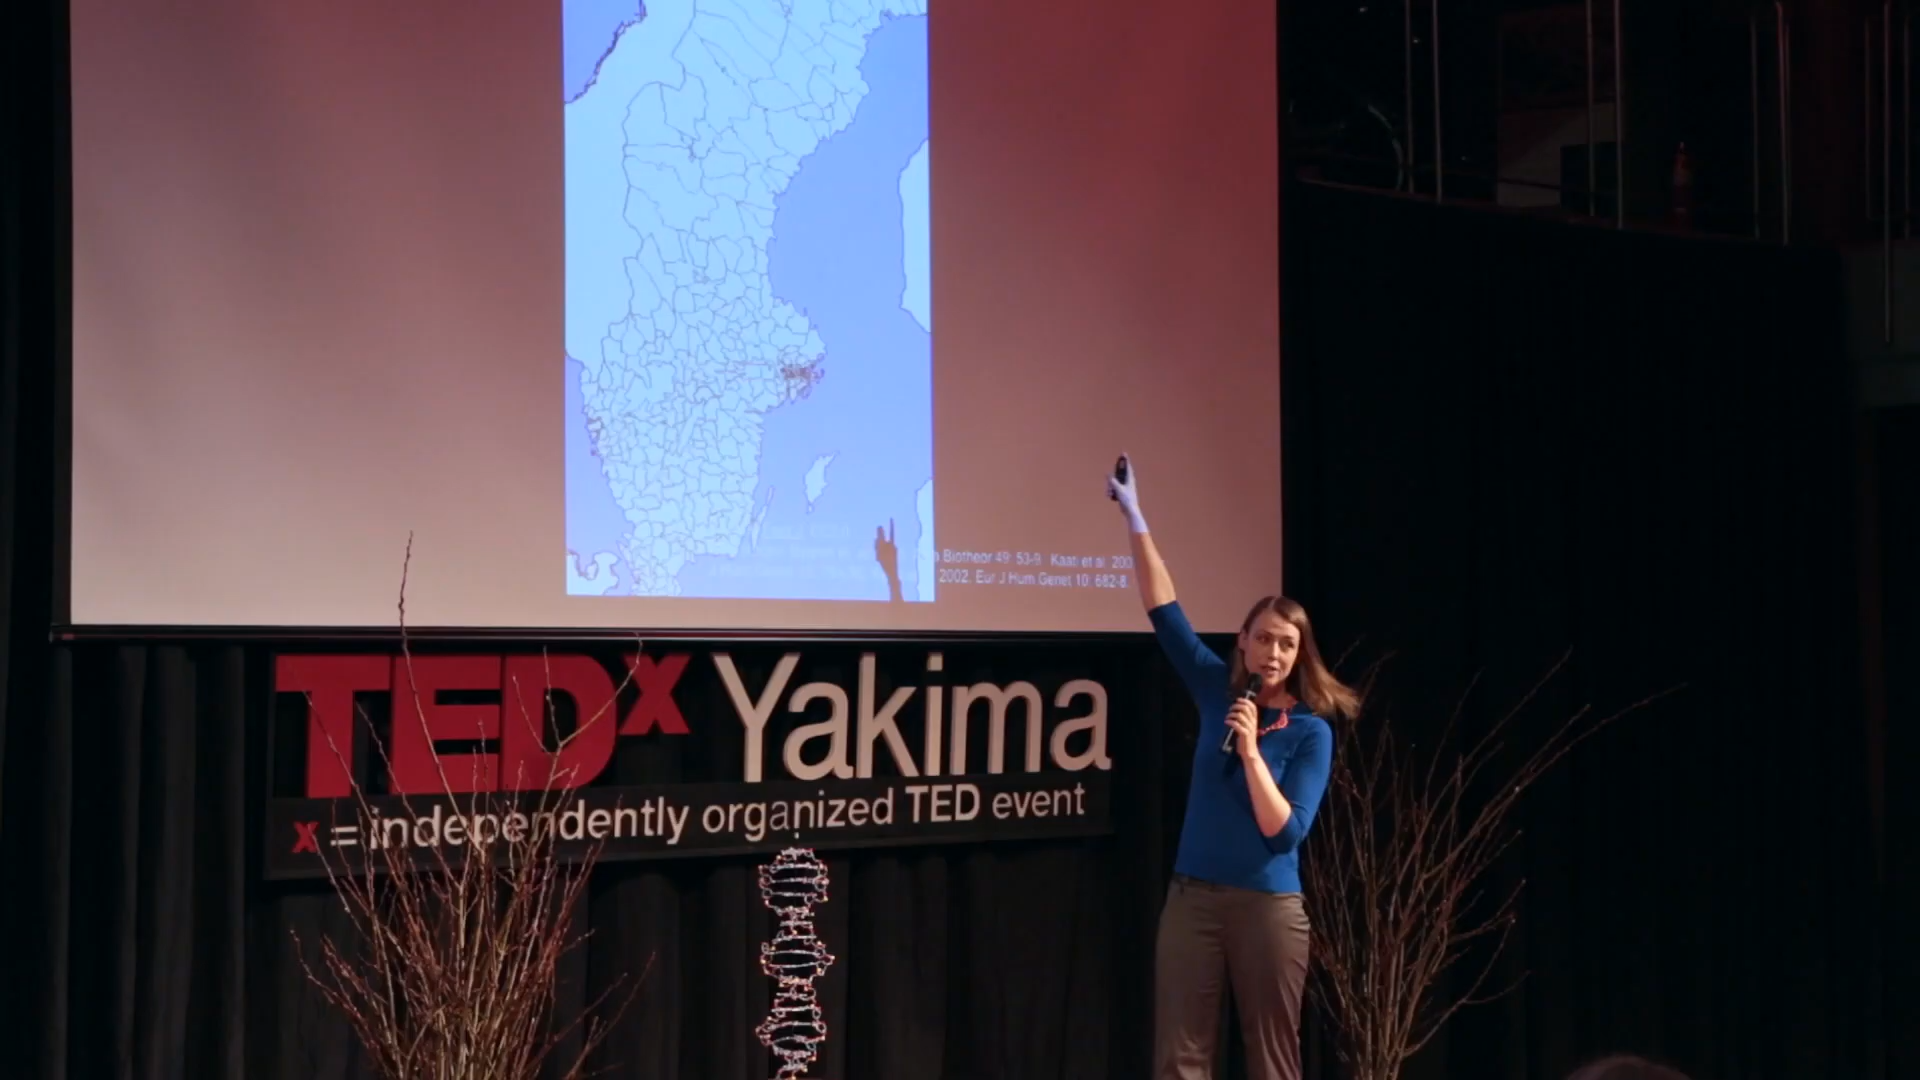 Biotheor 49: 53-9. Kaati et al. 200
2002. Eur J Hum Genet 10: 682-8.
TEDx Yakima
x = independently organized TED event